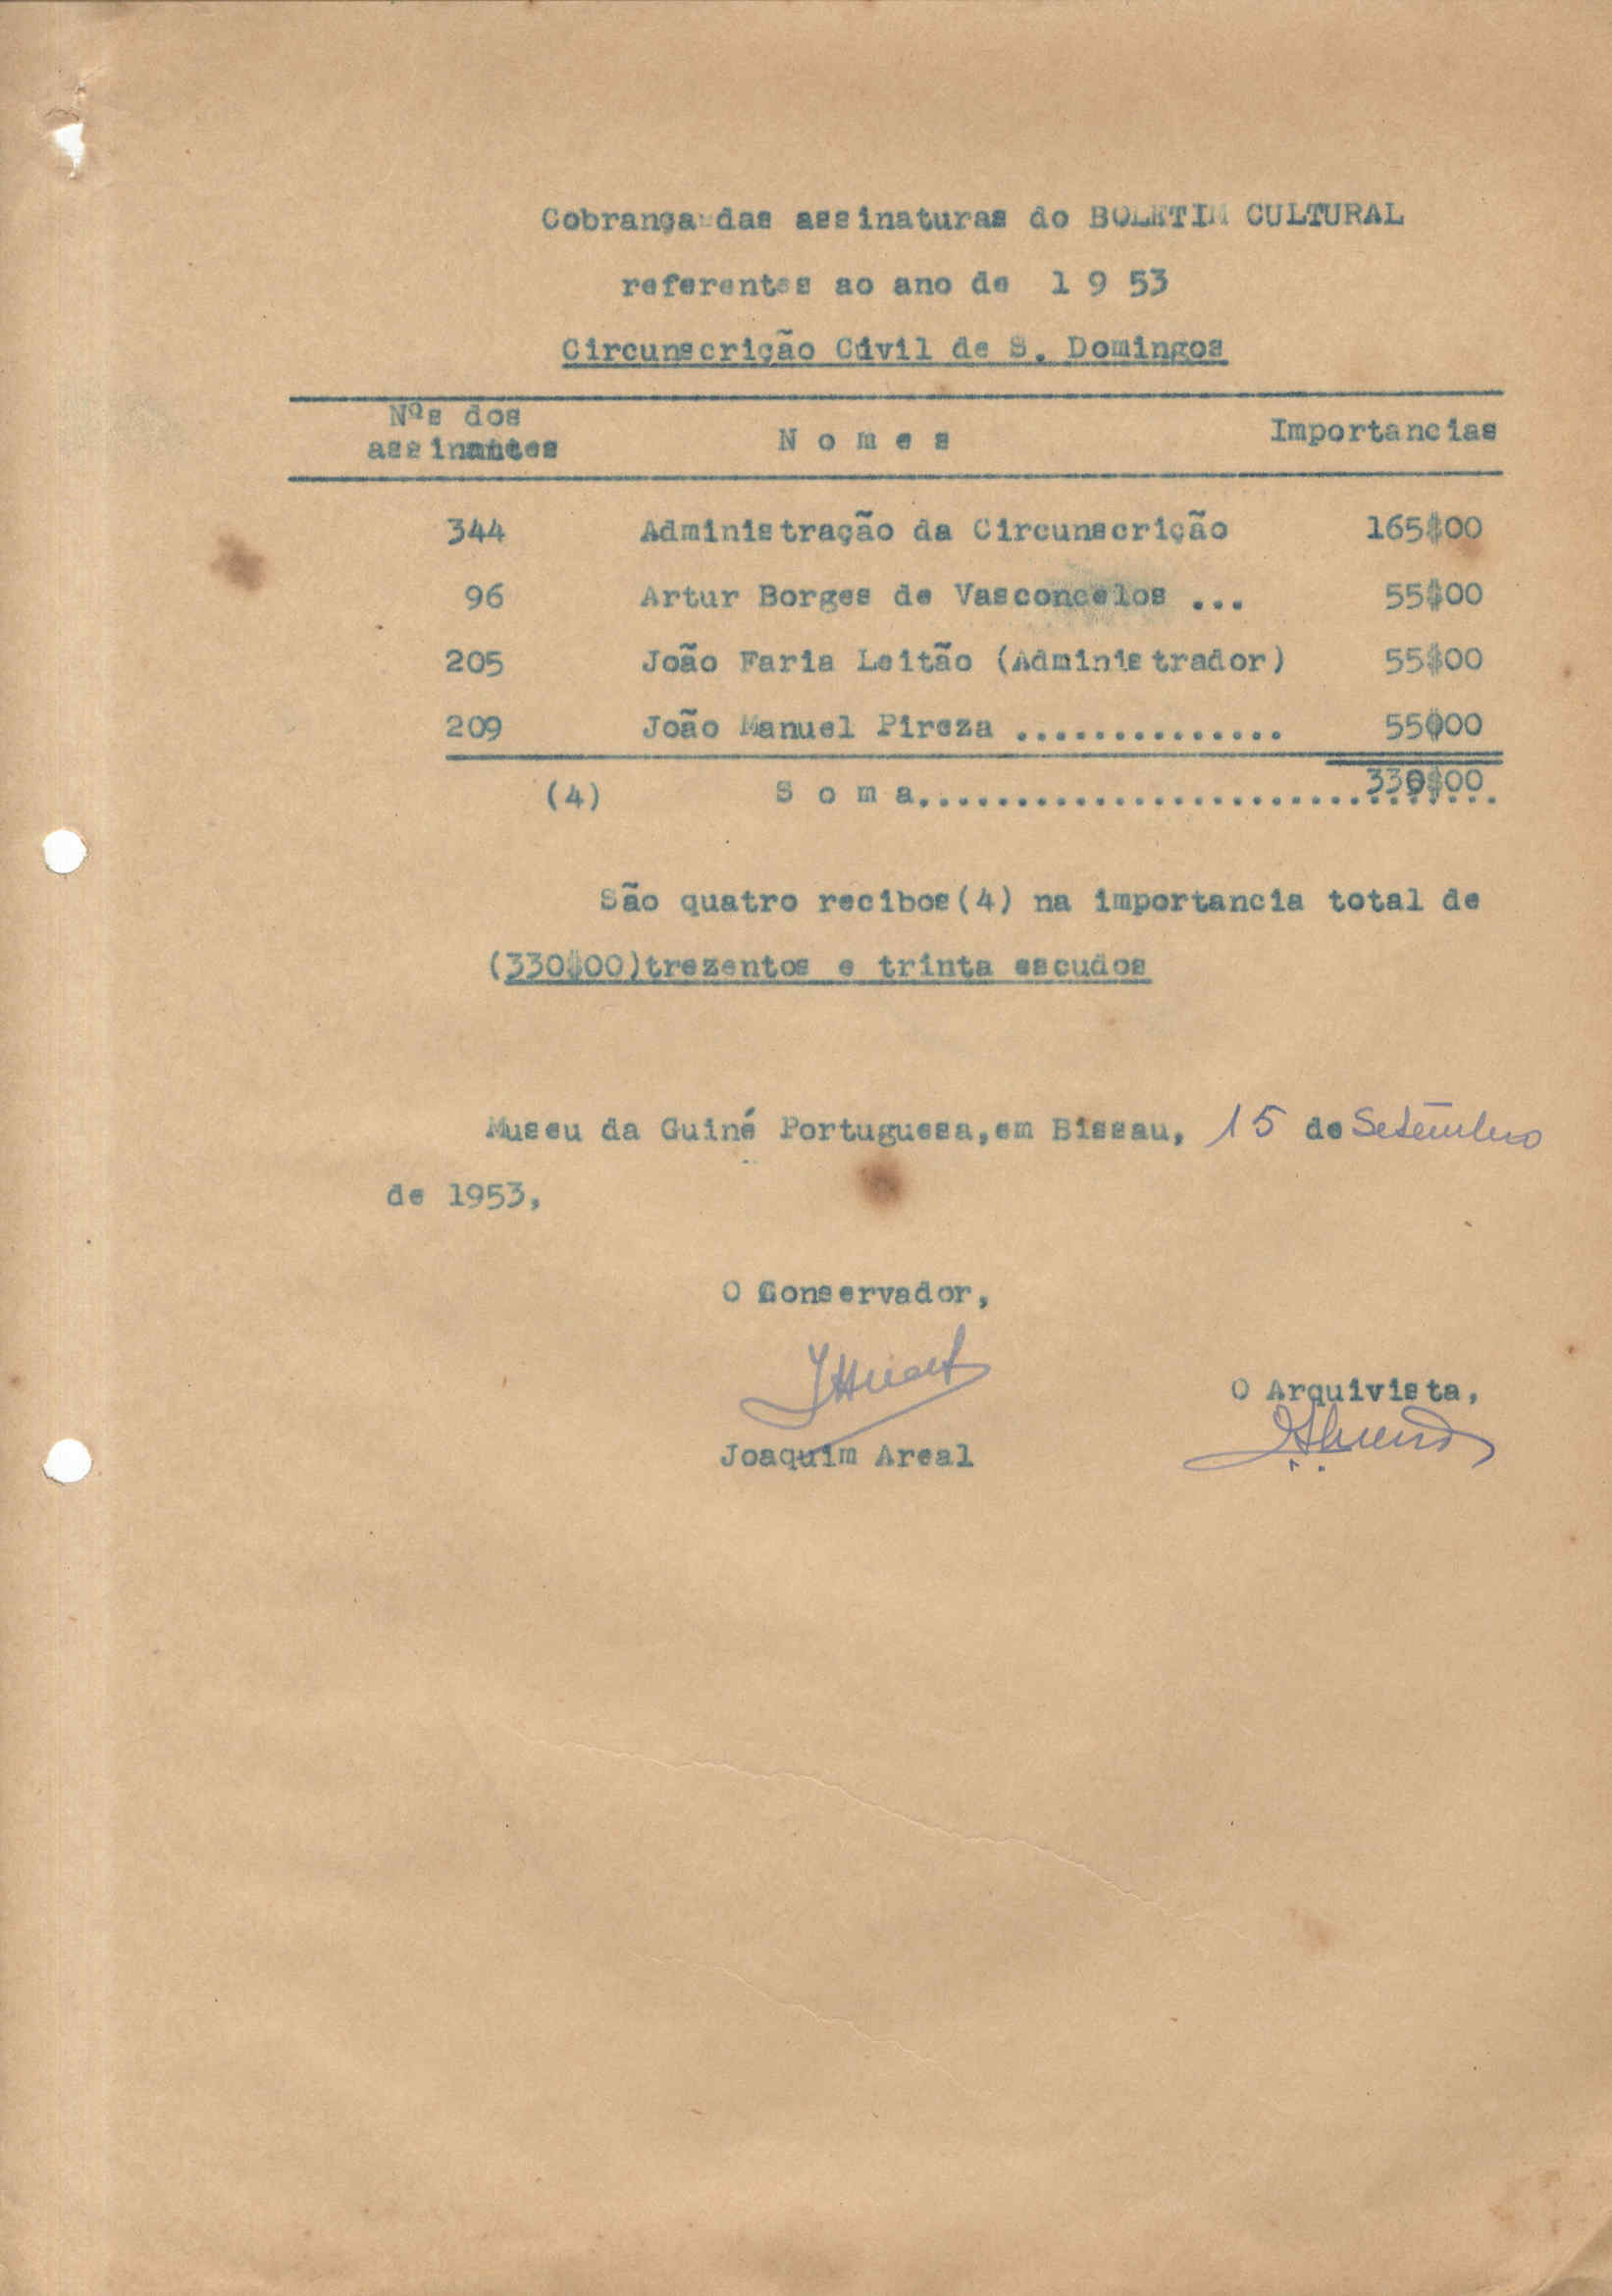 Cobrança das assinaturas do BOLETIM CULTURAL
referentes ao ano de 1 9 53
Circunscrição Civil de S. Domingos
Nºs dos
assinantes N o m e s Importancias
344 Administração da Circunscrição 165$00
96 Artur Borges de Vasconcelos ... 55$00
205 João Faria Leitão (Administrador) 55$00
209 João Manuel Pireza .............. 55$00
(4) S o m a.............................. 330$00
São quatro recibos(4) na importancia total de
(330$00)trezentos e trinta escudos
Museu da Guiné Portuguesa,em Bissau, 15 de Setembro
de 1953,
O Conservador,
O Arquivista,
Joaquim Areal